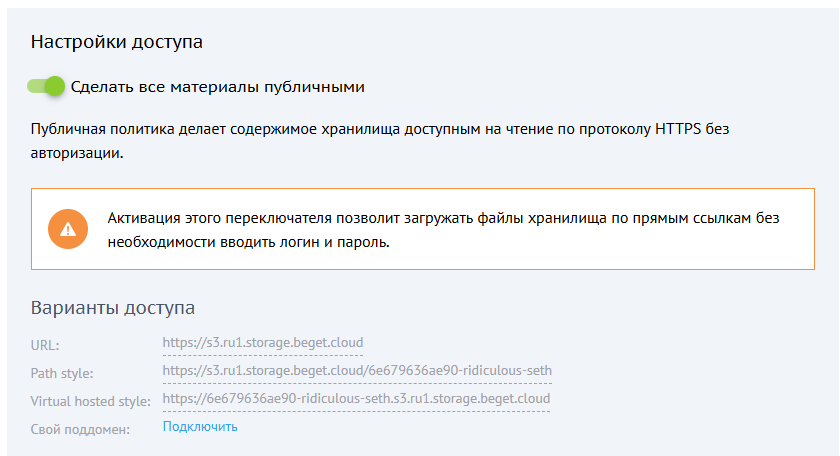 Настройки доступа
Сделать все материалы публичными
Публичная политика делает содержимое хранилища доступным на чтение по протоколу HTTPS без
авторизации.
Активация этого переключателя позволит загружать файлы хранилища по прямым ссылкам без
необходимости вводить логин и пароль.
Варианты доступа
URL: https://s3.ru1.storage.beget.cloud
Path style: https://s3.ru1.storage.beget.cloud/6e679636ae90-ridiculous-seth
Virtual hosted style: https://6e679636ae90-ridiculous-seth.s3.ru1.storage.beget.cloud
Свой поддомен: Подключить